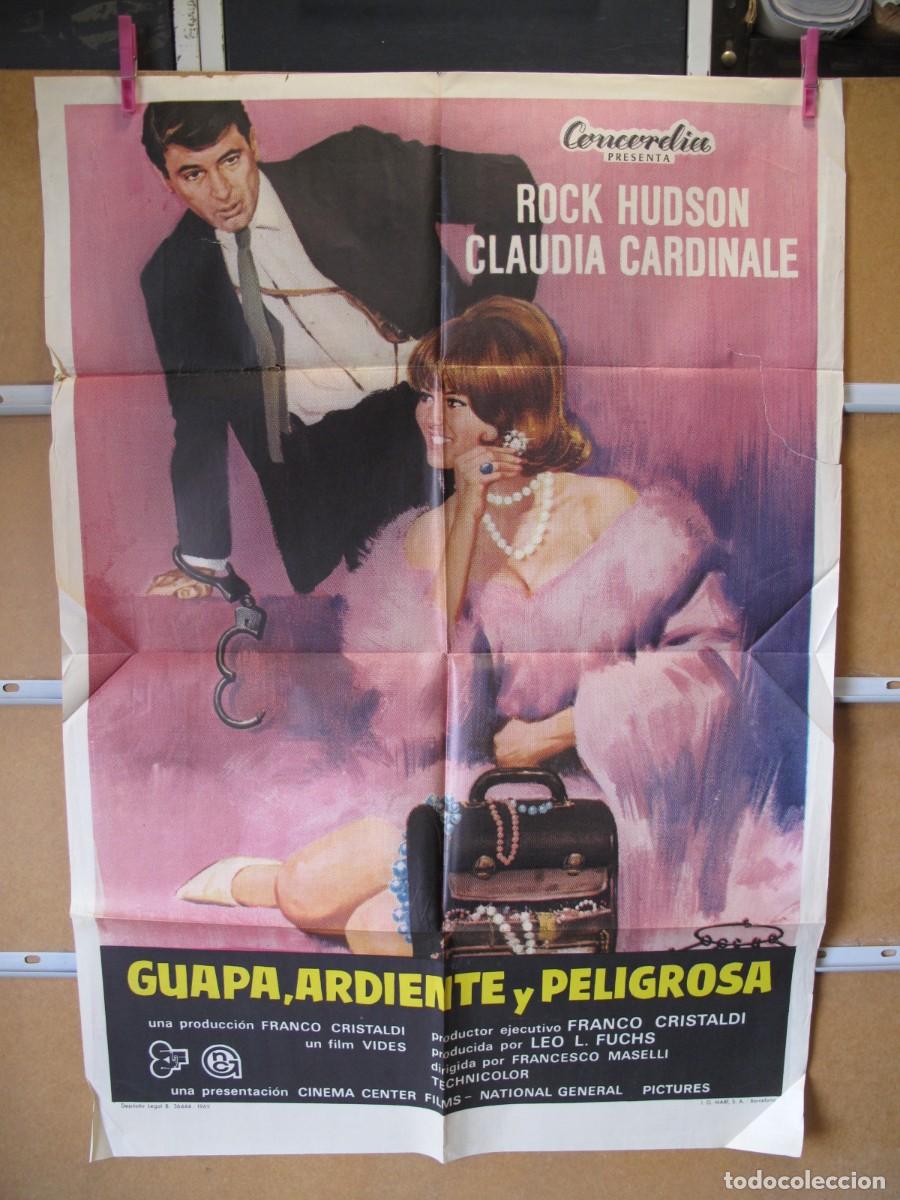 Concordia
PRESENTA
ROCK HUDSON
CLAUDIA CARDINALE
GUAPA, ARDIENTE y PELIGROSA
una producción FRANCO CRISTALDI
un film VIDES
productor ejecutivo FRANCO CRISTALDI
producida por LEO L. FUCHS
dirigida por FRANCESCO MASELLI
TECHNICOLOR
una presentación CINEMA CENTER FILMS - NATIONAL GENERAL PICTURES
Depósito Legal B.
todocoleccion